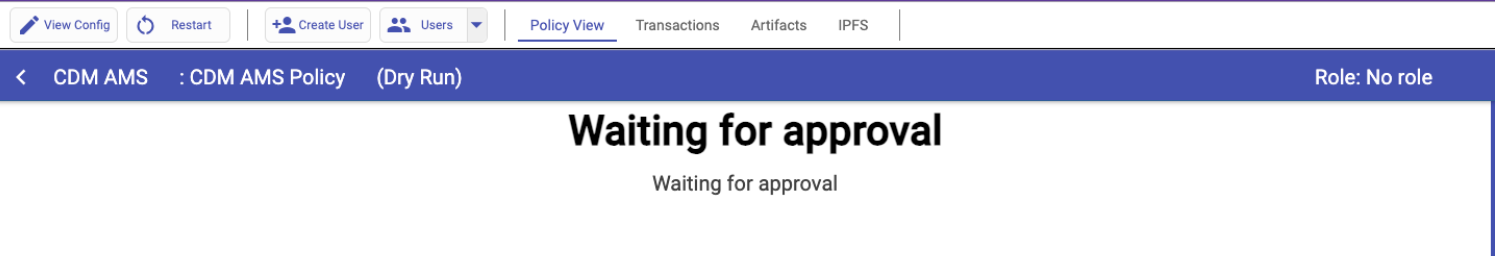 View Config Restart Create User Users Policy View Transactions Artifacts IPFS
CDM AMS : CDM AMS Policy (Dry Run) Role: No role
Waiting for approval
Waiting for approval